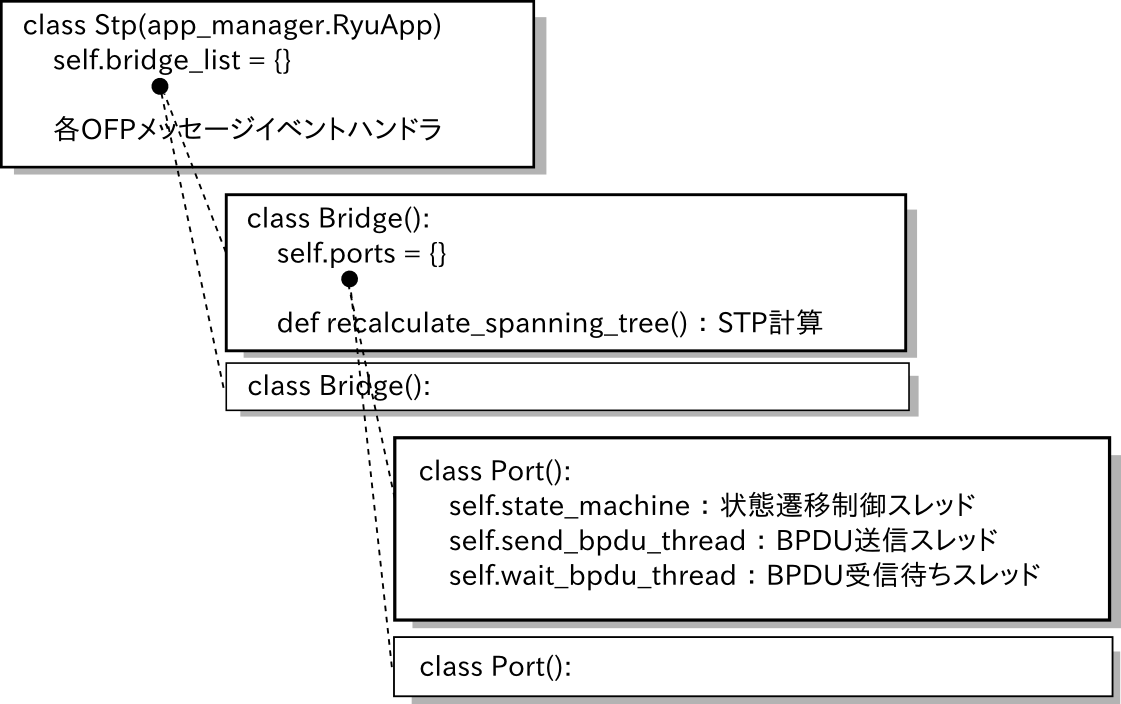 class Stp(app_manager.RyuApp)
self.bridge_list = {}
各OFPメッセージイベントハンドラ
class Bridge():
self.ports = {}
def recalculate_spanning_tree()：STP計算
class Bridge():
class Port():
self.state_machine：状態遷移制御スレッド
self.send_bpdu_thread：BPDU送信スレッド
self.wait_bpdu_thread：BPDU受信待ちスレッド
class Port():